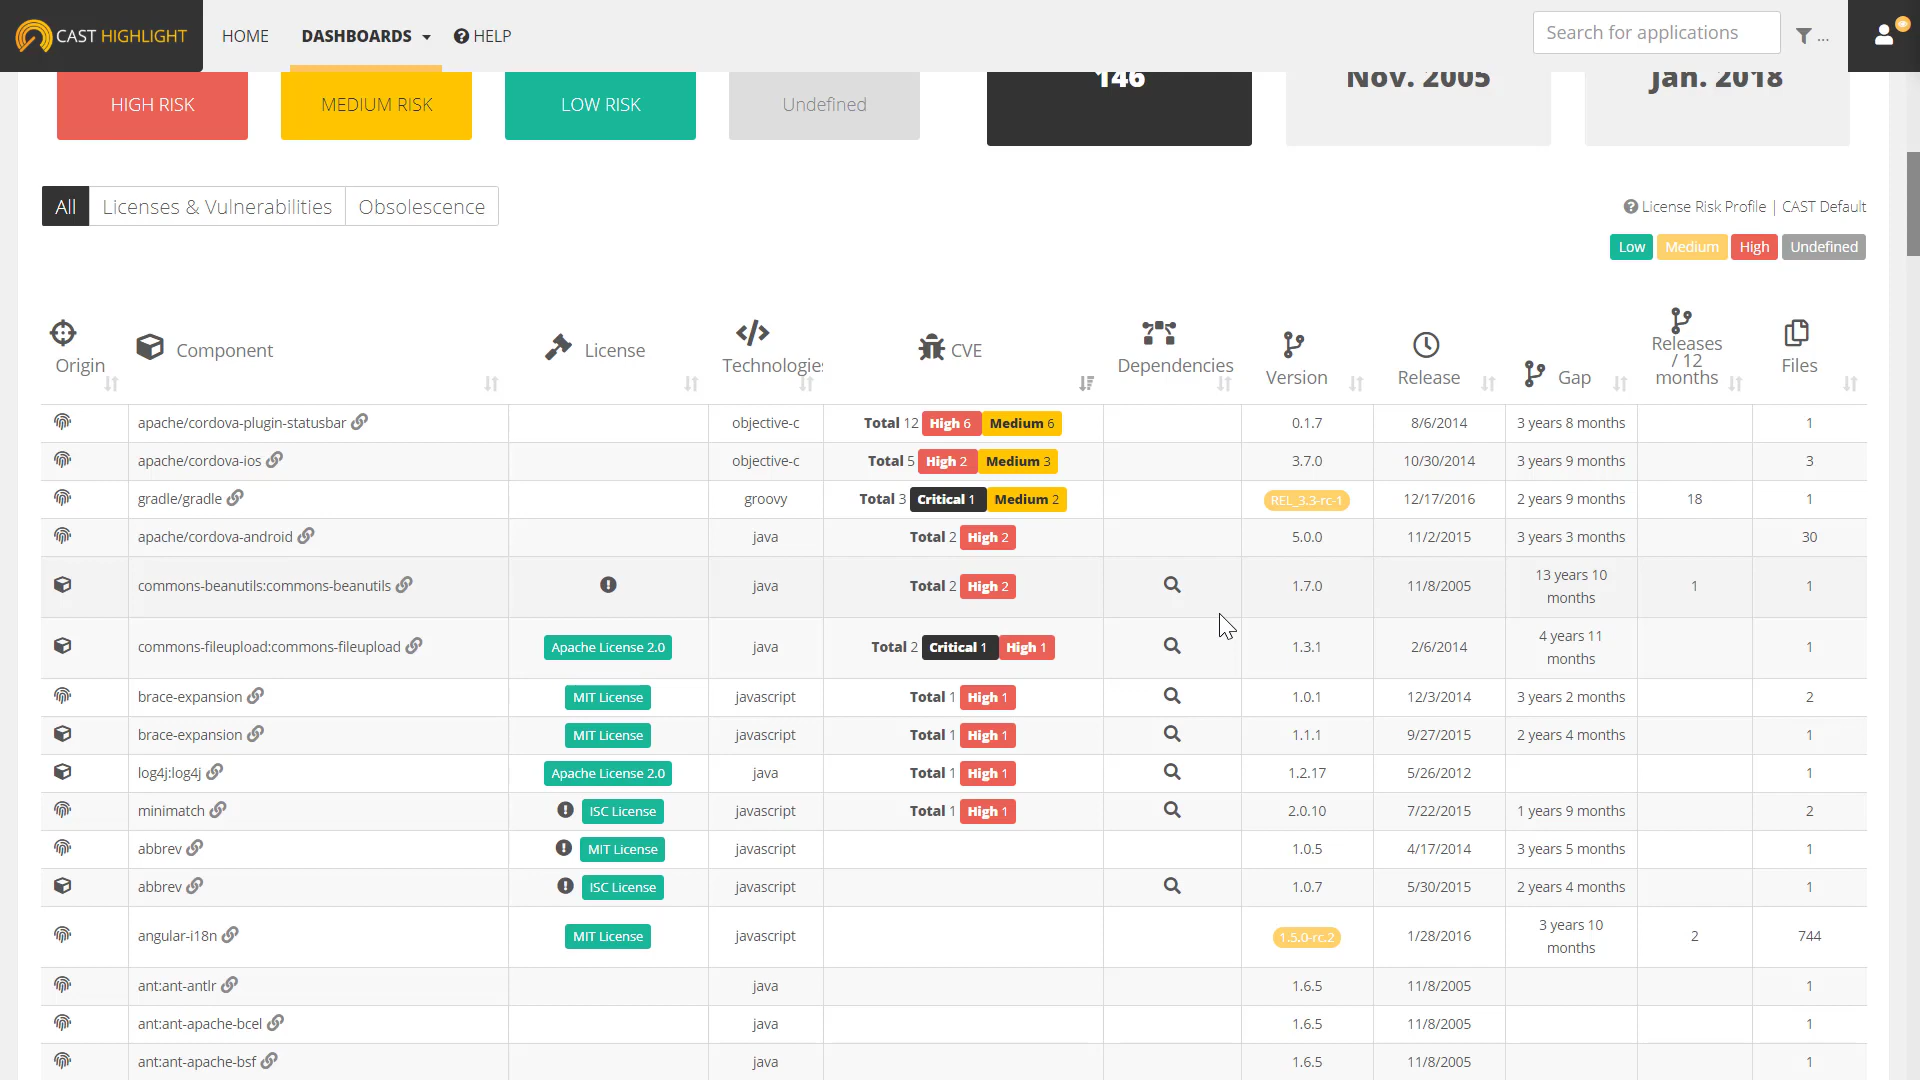 CAST HIGHLIGHT
HOME
DASHBOARDS
HELP
Search for applications
...
HIGH RISK
MEDIUM RISK
LOW RISK
Undefined
146
Nov. 2005
Jan. 2018
All
Licenses & Vulnerabilities
Obsolescence
License Risk Profile | CAST Default
Low Medium High Undefined
Origin
Component
License
Technologies
CVE
Dependencies
Version
Release
Gap
Releases
/ 12
months
Files
apache/cordova-plugin-statusbar objective-c Total 12 High 6 Medium 6 0.1.7 8/6/2014 3 years 8 months 1
apache/cordova-ios objective-c Total 5 High 2 Medium 3 3.7.0 10/30/2014 3 years 9 months 3
gradle/gradle groovy Total 3 Critical 1 Medium 2 REL_3.3-rc-1 12/17/2016 2 years 9 months 18 1
apache/cordova-android java Total 2 High 2 5.0.0 11/2/2015 3 years 3 months 30
commons-beanutils:commons-beanutils java Total 2 High 2 1.7.0 11/8/2005 13 years 10 months 1 1
commons-fileupload:commons-fileupload Apache License 2.0 java Total 2 Critical 1 High 1 1.3.1 2/6/2014 4 years 11 months 1
brace-expansion MIT License javascript Total 1 High 1 1.0.1 12/3/2014 3 years 2 months 2
brace-expansion MIT License javascript Total 1 High 1 1.1.1 9/27/2015 2 years 4 months 1
log4j:log4j Apache License 2.0 java Total 1 High 1 1.2.17 5/26/2012 1
minimatch ISC License javascript Total 1 High 1 2.0.10 7/22/2015 1 years 9 months 2
abbrev MIT License javascript 1.0.5 4/17/2014 3 years 5 months 1
abbrev ISC License javascript 1.0.7 5/30/2015 2 years 4 months 1
angular-i18n MIT License javascript 1.5.0-rc.2 1/28/2016 3 years 10 months 2 744
ant:ant-antlr java 1.6.5 11/8/2005 1
ant:ant-apache-bcel java 1.6.5 11/8/2005 1
ant:ant-apache-bsf java 1.6.5 11/8/2005 1